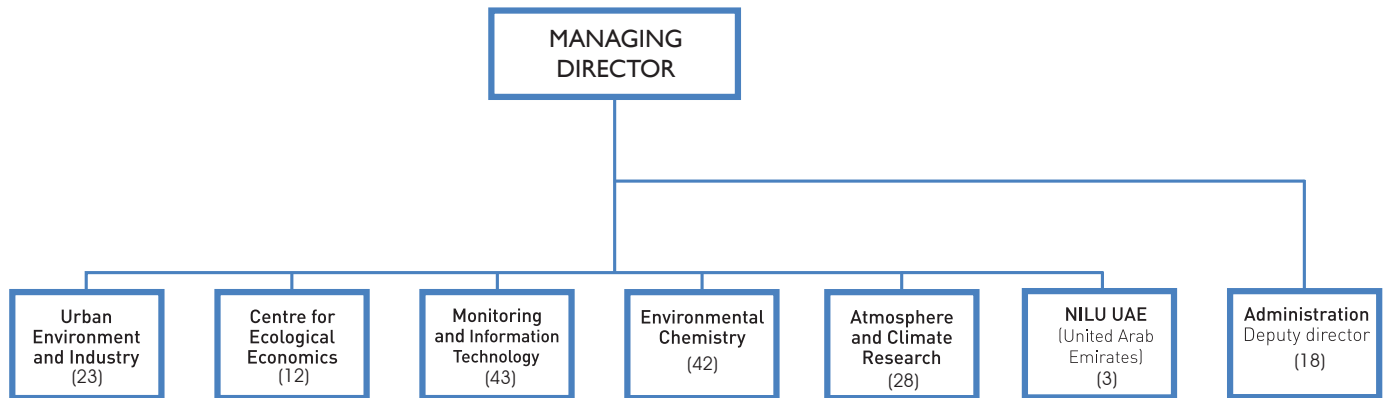 MANAGING
DIRECTOR
Urban
Environment
and Industry
(23)
Centre for
Ecological
Economics
(12)
Monitoring
and Information
Technology
(43)
Environmental
Chemistry
(42)
Atmosphere
and Climate
Research
(28)
NILU UAE
(United Arab
Emirates)
(3)
Administration
Deputy director
(18)